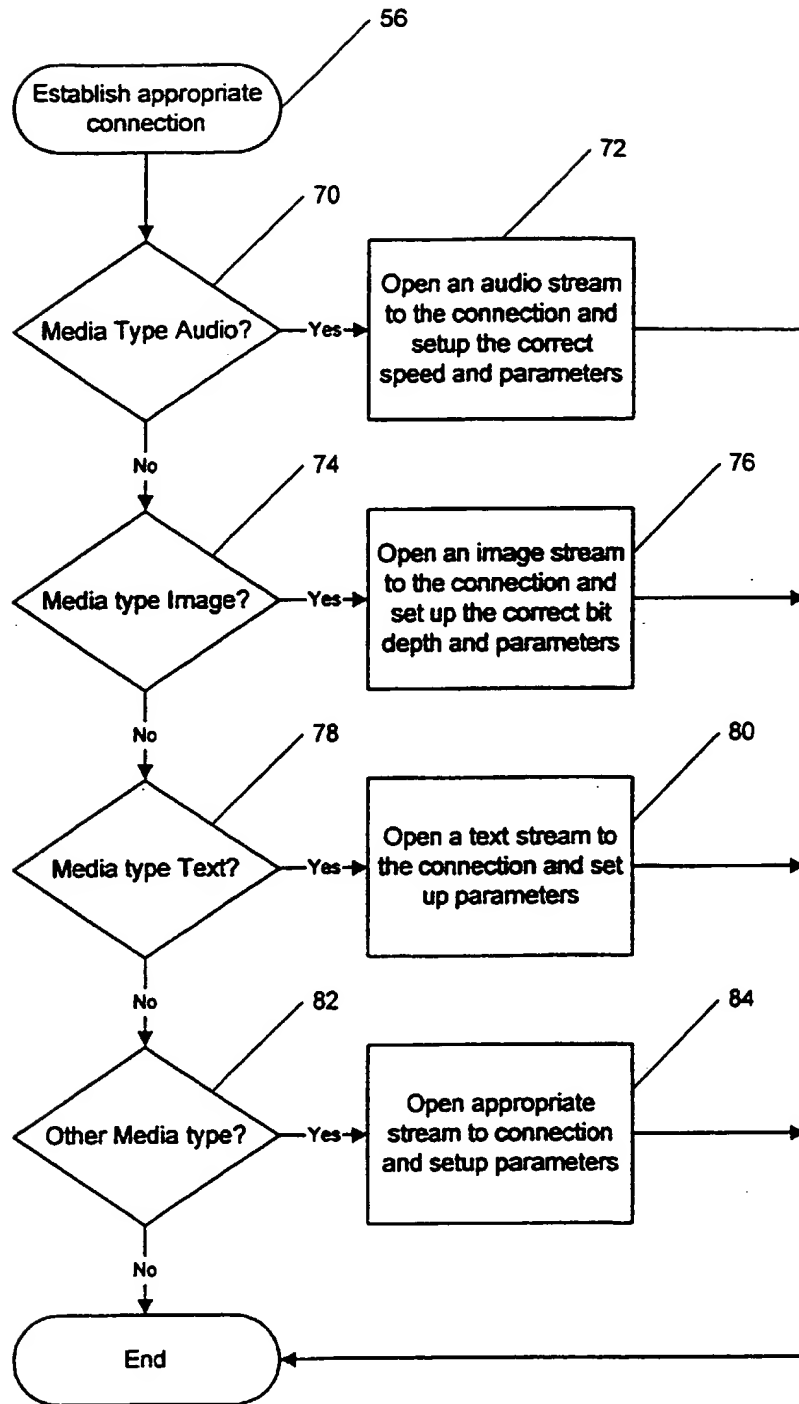 56
Establish appropriate
connection
72
70
Media Type Audio?
Yes
Open an audio stream
to the connection and
setup the correct
speed and parameters
No
74
76
Media type Image?
Yes
Open an image stream
to the connection and
set up the correct bit
depth and parameters
No
78
80
Media type Text?
Yes
Open a text stream to
the connection and set
up parameters
No
82
84
Other Media type?
Yes
Open appropriate
stream to connection
and setup parameters
No
End